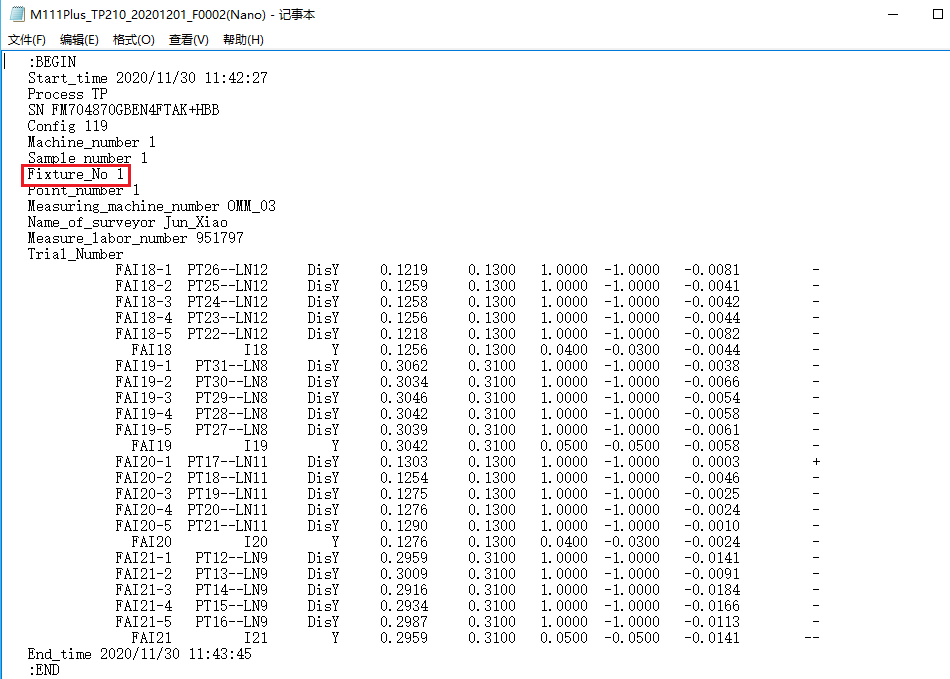 M111Plus_TP210_20201201_F0002(Nano) - 记事本
文件(F) 编辑(E) 格式(O) 查看(V) 帮助(H)
:BEGIN
Start_time 2020/11/30 11:42:27
Process TP
SN FM704870GBEN4FTAK+HBB
Config 119
Machine_number 1
Sample_number 1
Fixture_No 1
Point_number 1
Measuring_machine_number OMM_03
Name_of_surveyor Jun_Xiao
Measure_labor_number 951797
Trial_Number
FAI18-1 PT26--LN12 DisY 0.1219 0.1300 1.0000 -1.0000 -0.0081 -
FAI18-2 PT25--LN12 DisY 0.1259 0.1300 1.0000 -1.0000 -0.0041 -
FAI18-3 PT24--LN12 DisY 0.1258 0.1300 1.0000 -1.0000 -0.0042 -
FAI18-4 PT23--LN12 DisY 0.1256 0.1300 1.0000 -1.0000 -0.0044 -
FAI18-5 PT22--LN12 DisY 0.1218 0.1300 1.0000 -1.0000 -0.0082 -
FAI18 I18 Y 0.1256 0.1300 0.0400 -0.0300 -0.0044 -
FAI19-1 PT31--LN8 DisY 0.3062 0.3100 1.0000 -1.0000 -0.0038 -
FAI19-2 PT30--LN8 DisY 0.3034 0.3100 1.0000 -1.0000 -0.0066 -
FAI19-3 PT29--LN8 DisY 0.3046 0.3100 1.0000 -1.0000 -0.0054 -
FAI19-4 PT28--LN8 DisY 0.3042 0.3100 1.0000 -1.0000 -0.0058 -
FAI19-5 PT27--LN8 DisY 0.3039 0.3100 1.0000 -1.0000 -0.0061 -
FAI19 I19 Y 0.3042 0.3100 0.0500 -0.0500 -0.0058 -
FAI20-1 PT17--LN11 DisY 0.1303 0.1300 1.0000 -1.0000 0.0003 +
FAI20-2 PT18--LN11 DisY 0.1254 0.1300 1.0000 -1.0000 -0.0046 -
FAI20-3 PT19--LN11 DisY 0.1275 0.1300 1.0000 -1.0000 -0.0025 -
FAI20-4 PT20--LN11 DisY 0.1276 0.1300 1.0000 -1.0000 -0.0024 -
FAI20-5 PT21--LN11 DisY 0.1290 0.1300 1.0000 -1.0000 -0.0010 -
FAI20 I20 Y 0.1276 0.1300 0.0400 -0.0300 -0.0024 -
FAI21-1 PT12--LN9 DisY 0.2959 0.3100 1.0000 -1.0000 -0.0141 -
FAI21-2 PT13--LN9 DisY 0.3009 0.3100 1.0000 -1.0000 -0.0091 -
FAI21-3 PT14--LN9 DisY 0.2916 0.3100 1.0000 -1.0000 -0.0184 -
FAI21-4 PT15--LN9 DisY 0.2934 0.3100 1.0000 -1.0000 -0.0166 -
FAI21-5 PT16--LN9 DisY 0.2987 0.3100 1.0000 -1.0000 -0.0113 -
FAI21 I21 Y 0.2959 0.3100 0.0500 -0.0500 -0.0141 --
End_time 2020/11/30 11:43:45
:END